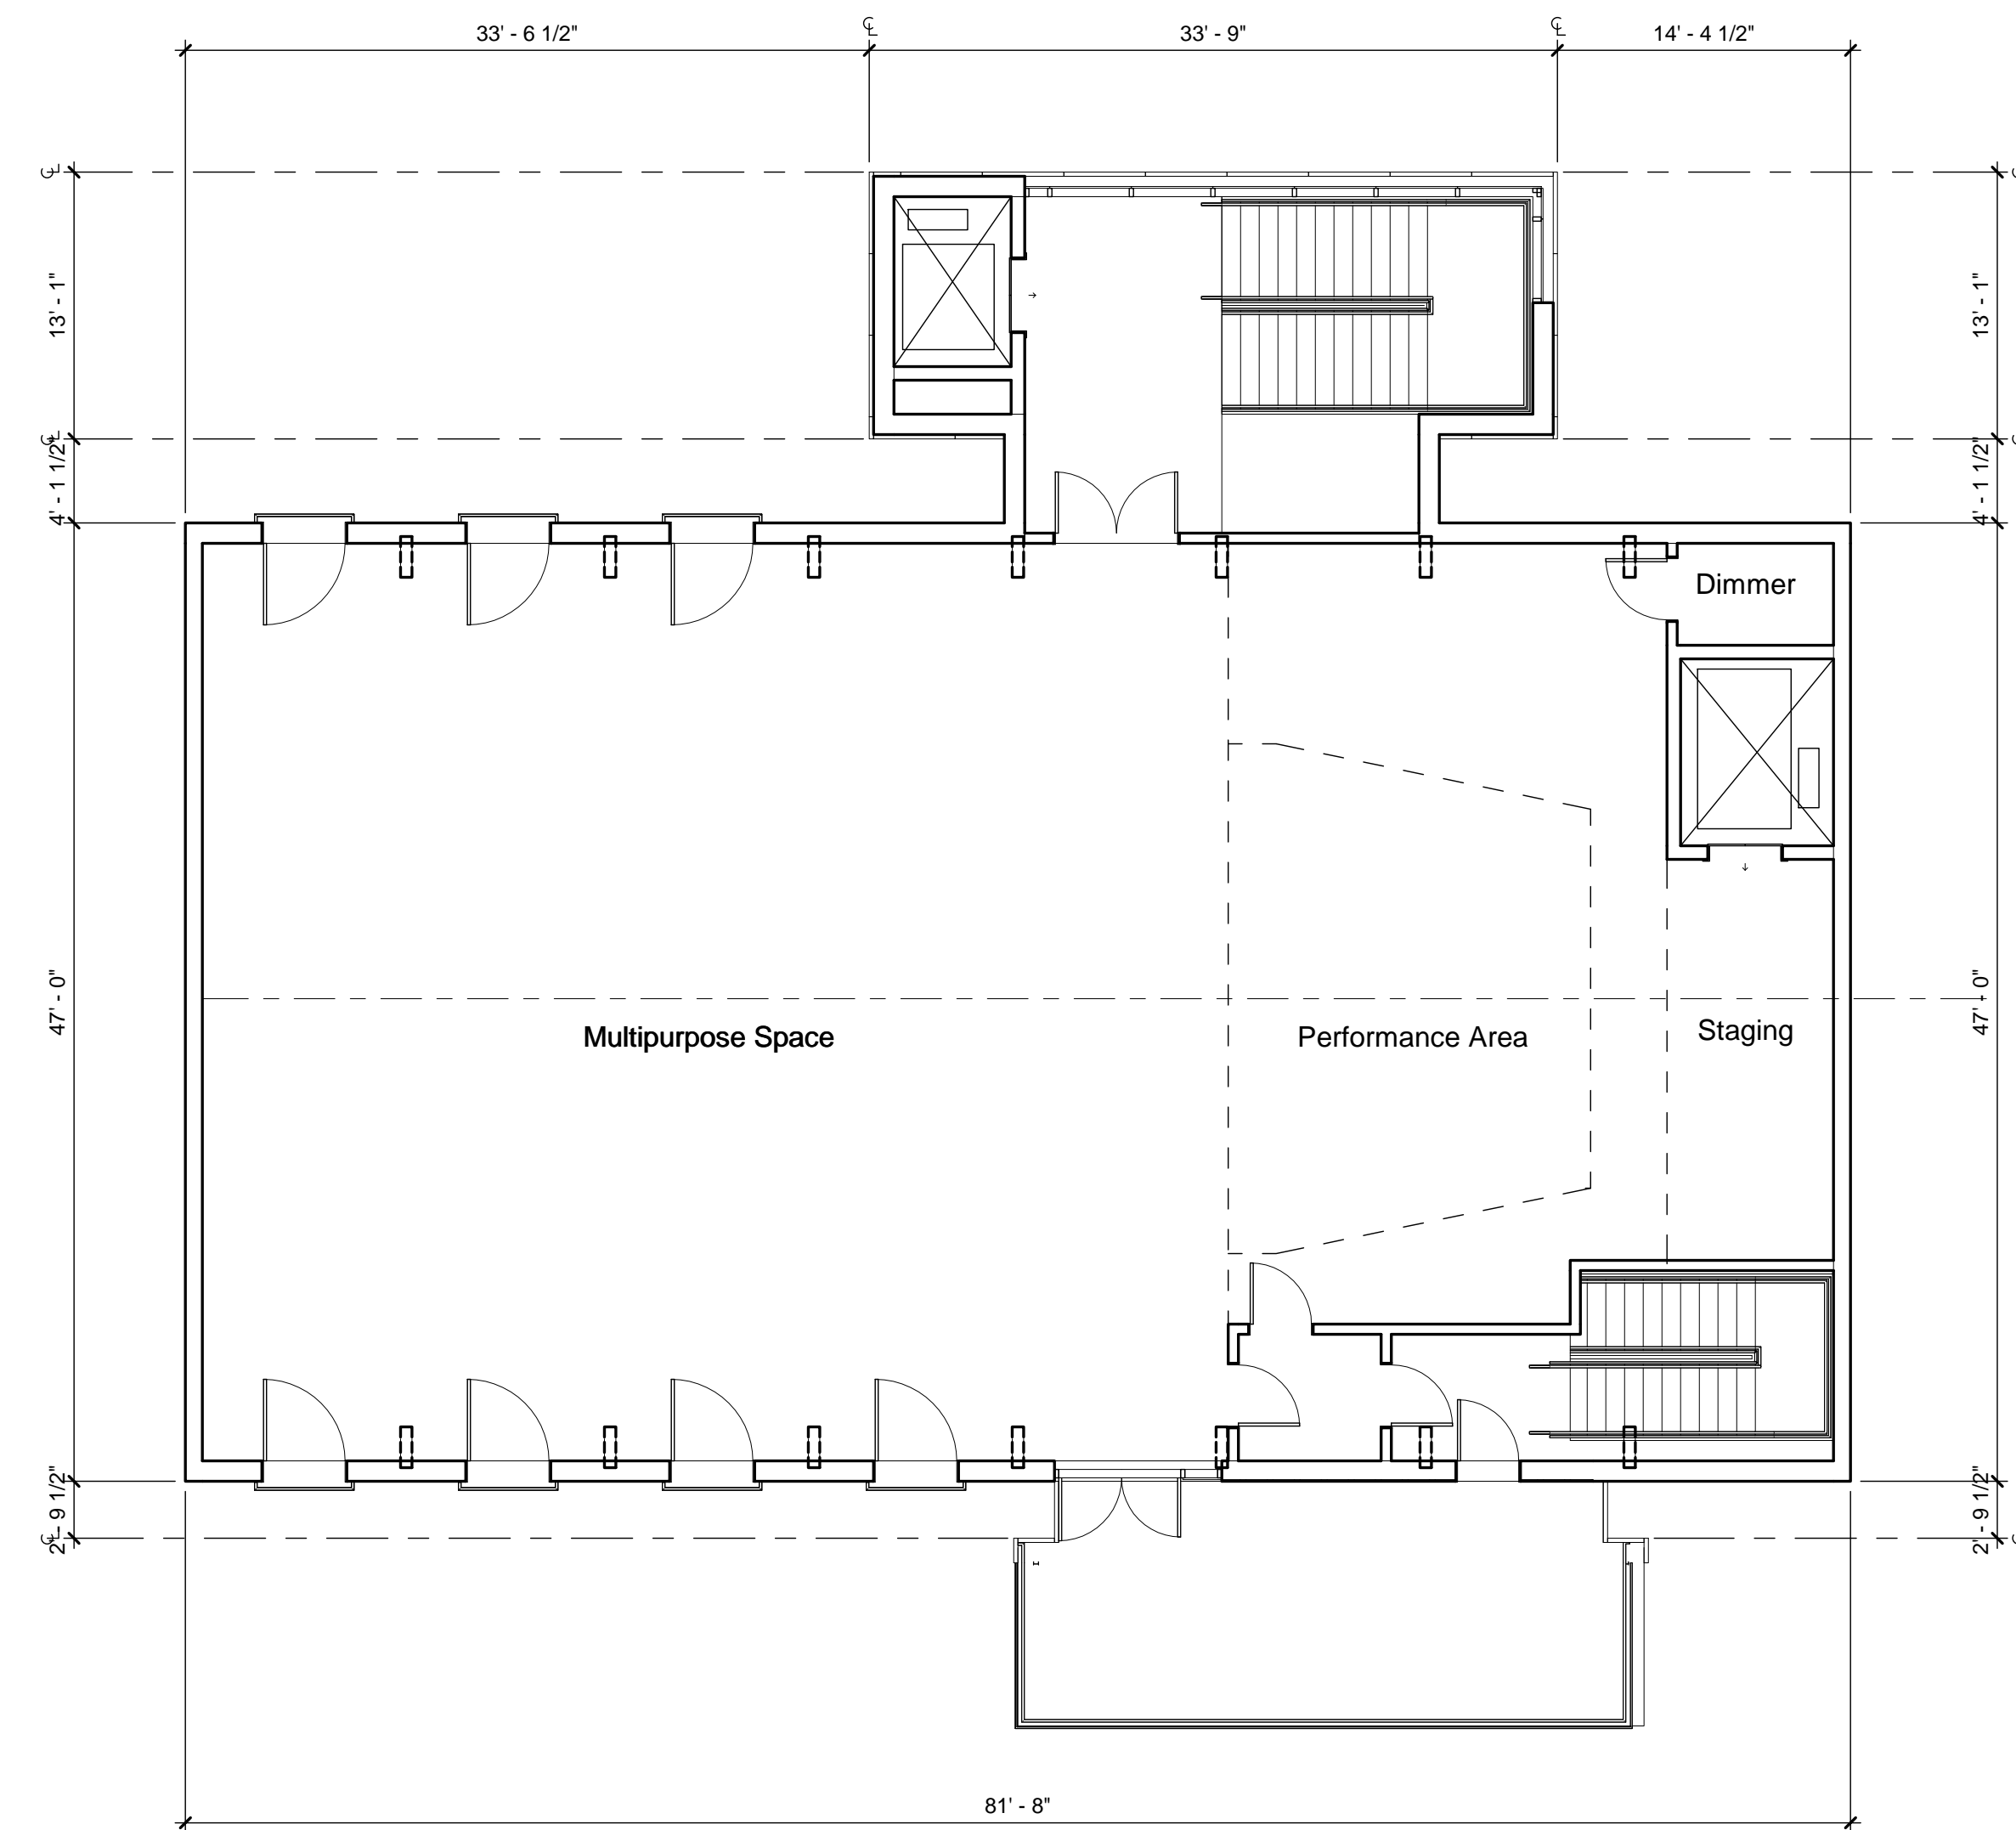 33' - 6 1/2"
33' - 9"
14' - 4 1/2"
13' - 1"
13' - 1"
4' - 1 1/2"
4' - 1 1/2"
Dimmer
47' - 0"
47' - 0"
Multipurpose Space
Performance Area
Staging
2' - 9 1/2"
2' - 9 1/2"
81' - 8"